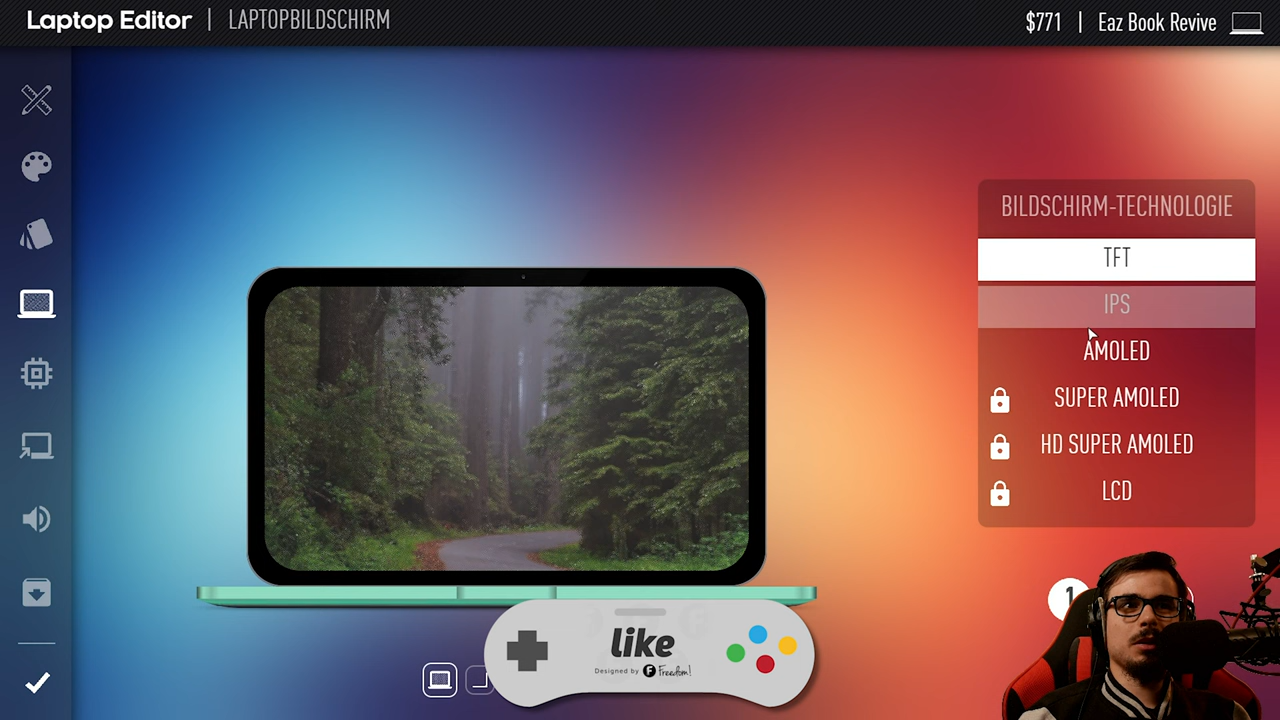 Laptop Editor | LAPTOPBILDSCHIRM
$771 | Eaz Book Revive
BILDSCHIRM-TECHNOLOGIE
TFT
IPS
AMOLED
SUPER AMOLED
HD SUPER AMOLED
LCD
1
like
Designed by F Freedom!